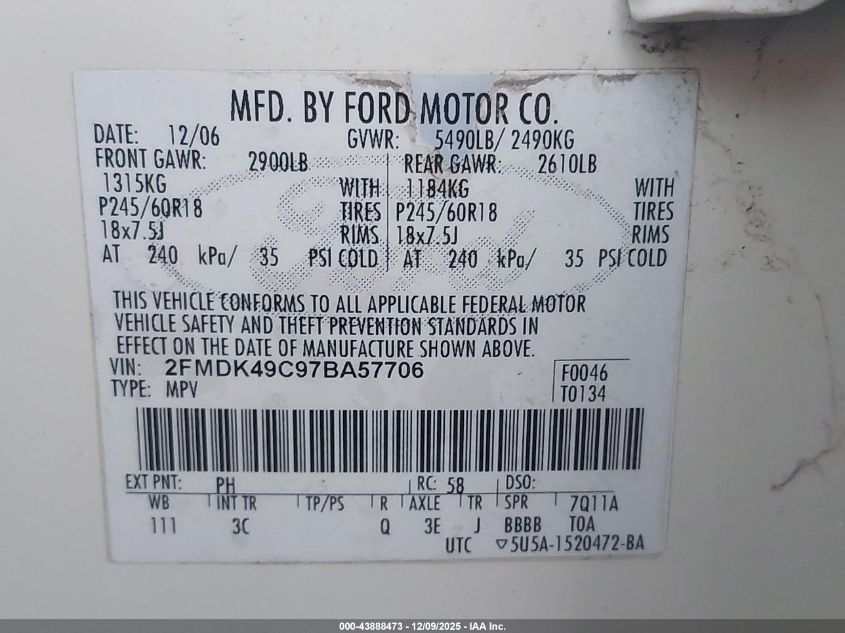 MFD. BY FORD MOTOR CO.
DATE: 12/06 GVWR: 5490LB/ 2490KG
FRONT GAWR: 2900LB REAR GAWR: 2610LB
1315KG WITH 1184KG WITH
P245/60R18 TIRES P245/60R18 TIRES
18x7.5J RIMS 18x7.5J RIMS
AT 240 kPa/ 35 PSI COLD AT 240 kPa/ 35 PSI COLD
Ford
THIS VEHICLE CONFORMS TO ALL APPLICABLE FEDERAL MOTOR
VEHICLE SAFETY AND THEFT PREVENTION STANDARDS IN
EFFECT ON THE DATE OF MANUFACTURE SHOWN ABOVE.
VIN: 2FMDK49C97BA57706 F0046
TYPE: MPV T0134
EXT PNT: PH RC: 58 DSO:
WB INT TR TP/PS R AXLE TR SPR 7Q11A
111 3C Q 3E J BBBB TOA
UTC ▽5U5A-1520472-BA
000-43888473 - 12/09/2025 - IAA Inc.